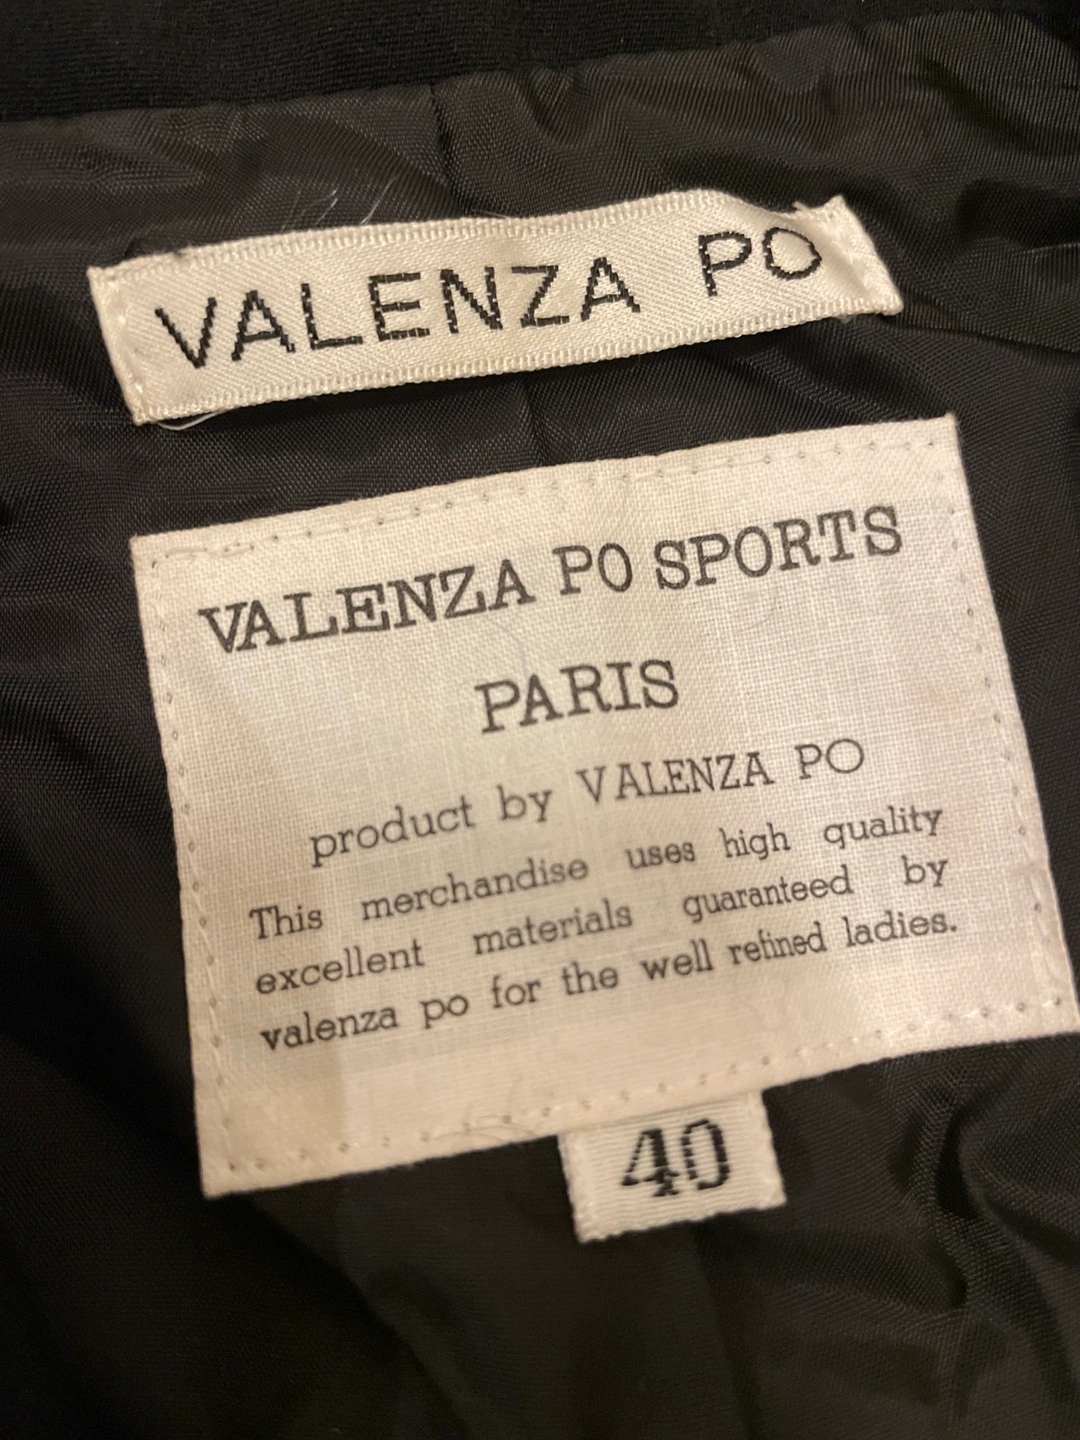 VALENZA PO
VALENZA PO SPORTS
PARIS
product by VALENZA PO
This merchandise uses high quality
excellent materials guaranteed by
valenza po for the well refined ladies.
40